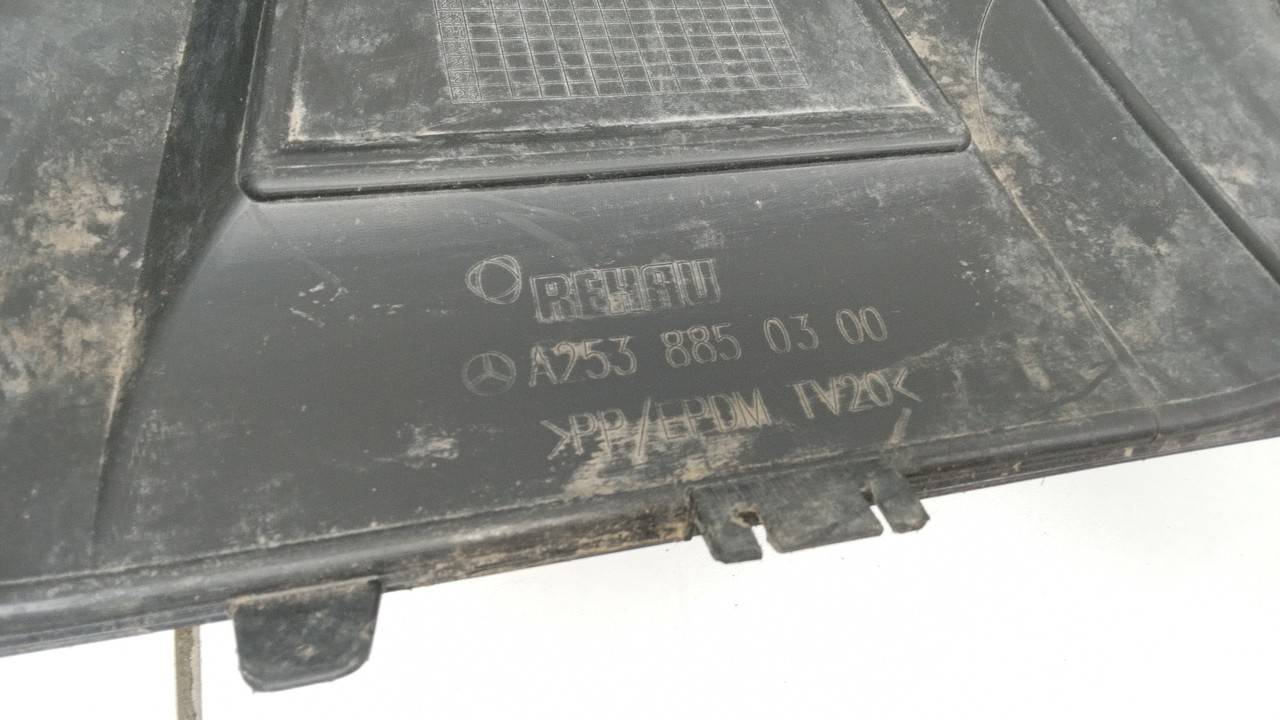 REHAU
A253 885 03 00
>PP/EPDM TV20<